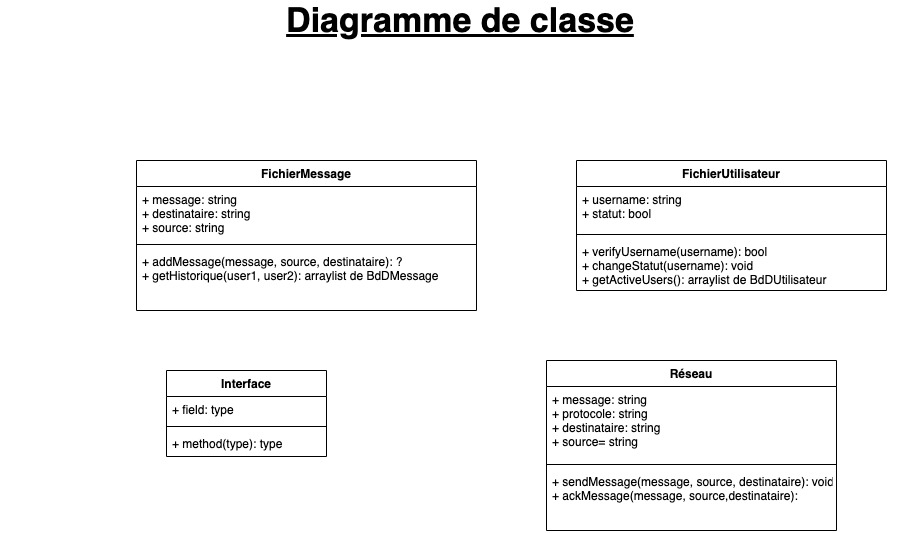 Diagramme de classe
FichierMessage
+ message: string
+ destinataire: string
+ source: string
+ addMessage(message, source, destinataire): ?
+ getHistorique(user1, user2): arraylist de BdDMessage
FichierUtilisateur
+ username: string
+ statut: bool
+ verifyUsername(username): bool
+ changeStatut(username): void
+ getActiveUsers(): arraylist de BdDUtilisateur
Interface
+ field: type
+ method(type): type
Réseau
+ message: string
+ protocole: string
+ destinataire: string
+ source= string
+ sendMessage(message, source, destinataire): void
+ ackMessage(message, source,destinataire):